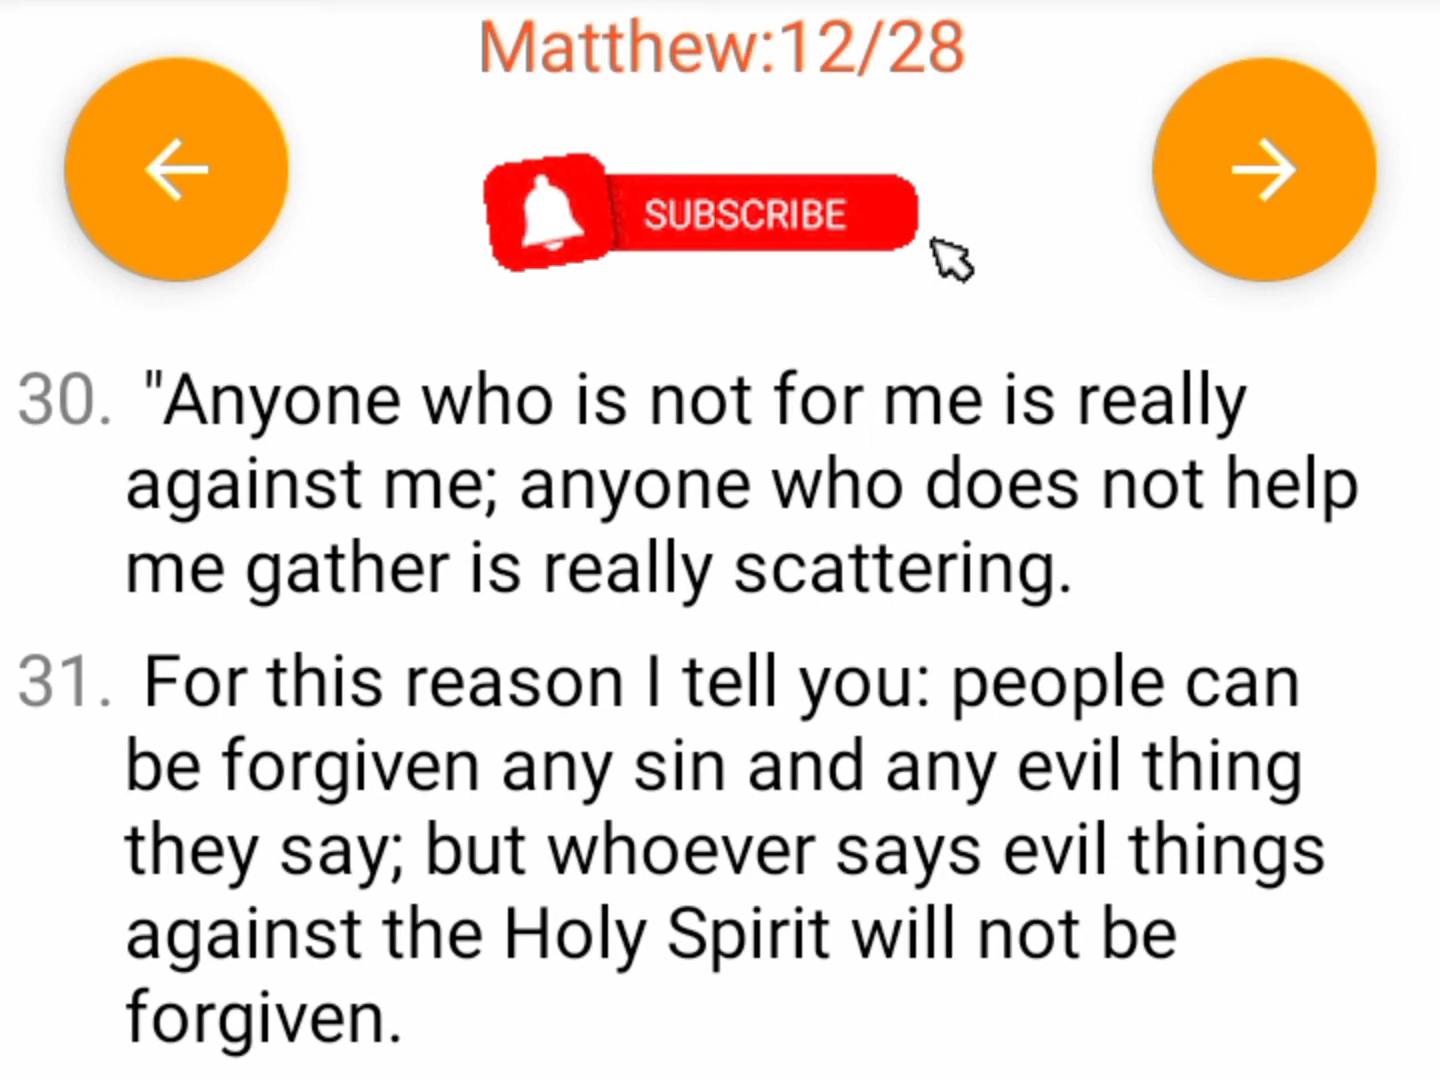 Matthew:12/28
SUBSCRIBE
30. "Anyone who is not for me is really
against me; anyone who does not help
me gather is really scattering.
31. For this reason I tell you: people can
be forgiven any sin and any evil thing
they say; but whoever says evil things
against the Holy Spirit will not be
forgiven.